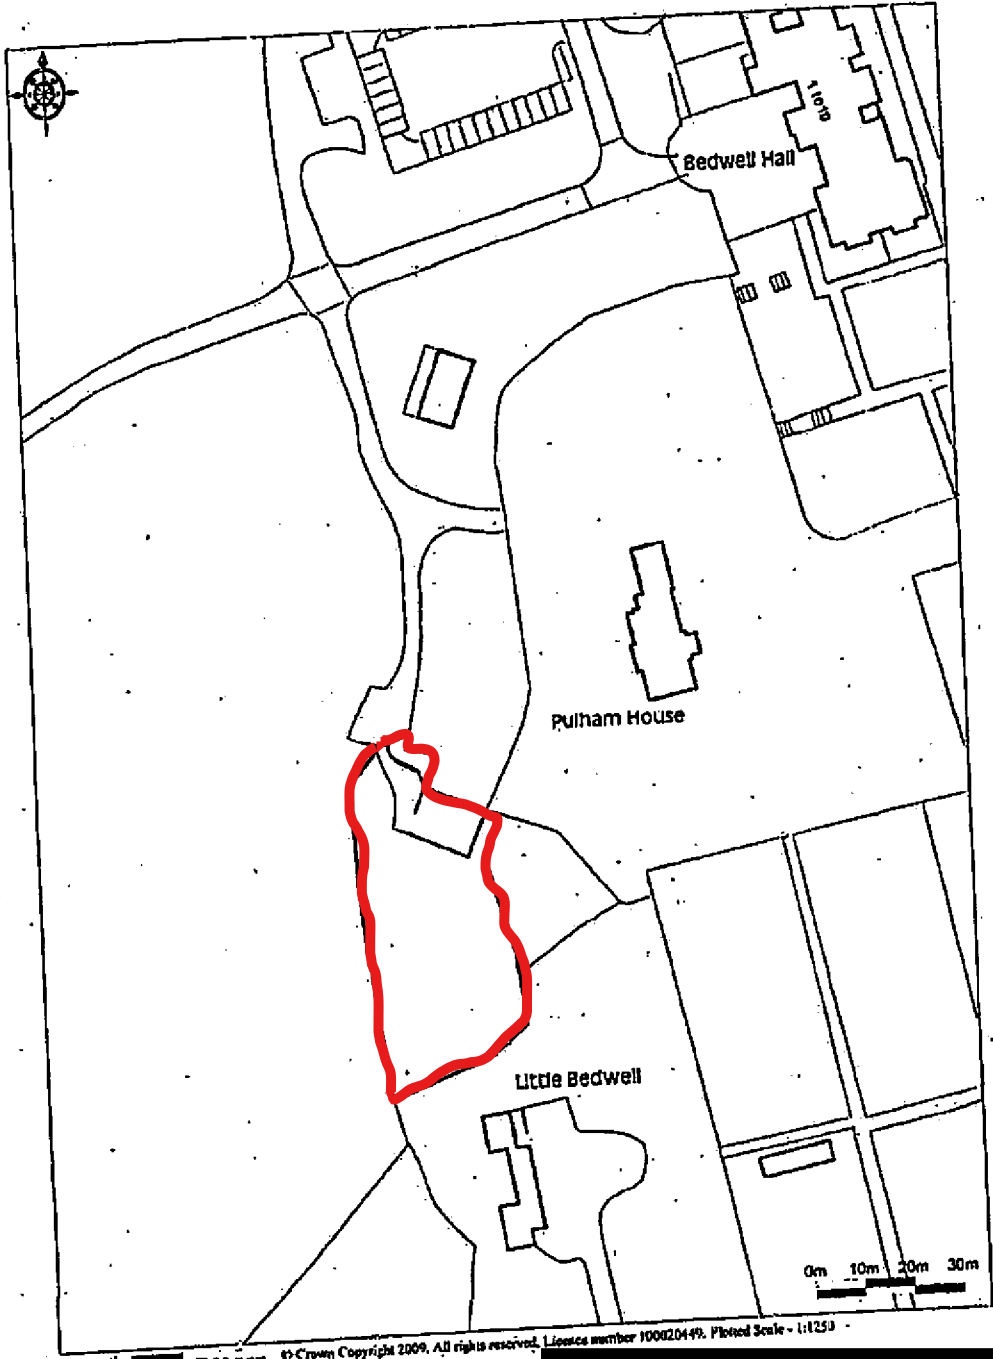 1 to 19
Bedwell Hall
Pulham House
Little Bedwell
0m 10m 20m 30m
© Crown Copyright 2009. All rights reserved. Licence number 100020449. Plotted Scale - 1:1250